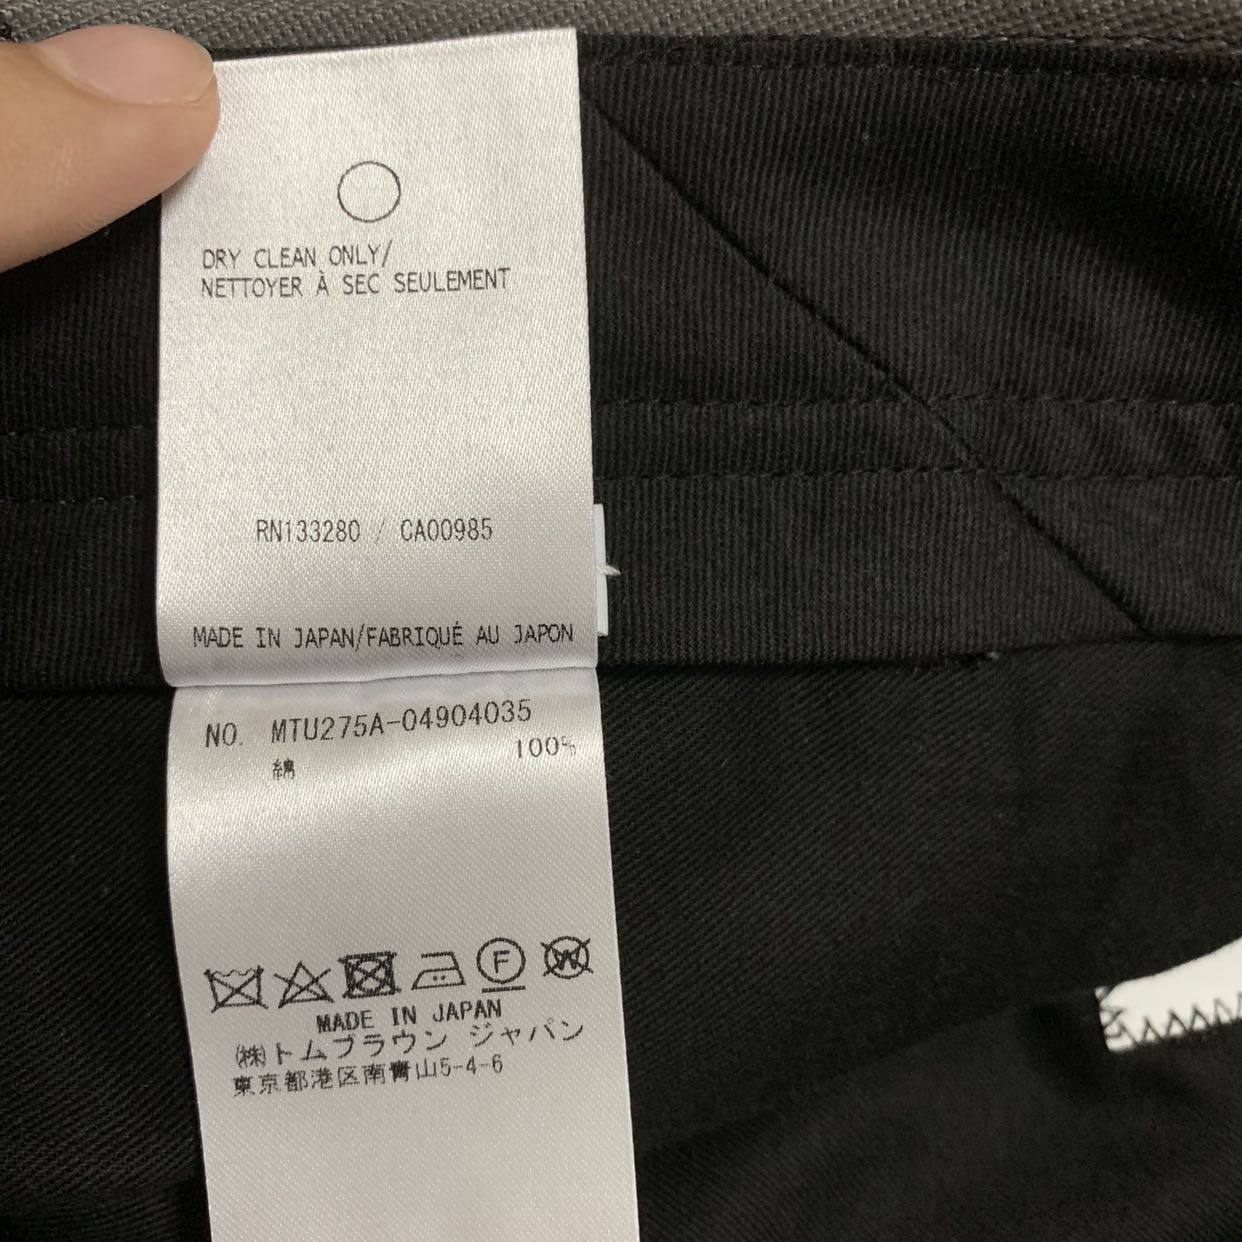 DRY CLEAN ONLY/
NETTOYER À SEC SEULEMENT
RN133280 / CA00985
MADE IN JAPAN/FABRIQUÉ AU JAPON
NO. MTU275A-04904035
綿 100%
F W
MADE IN JAPAN
(株)トムブラウン ジャパン
東京都港区南青山5-4-6